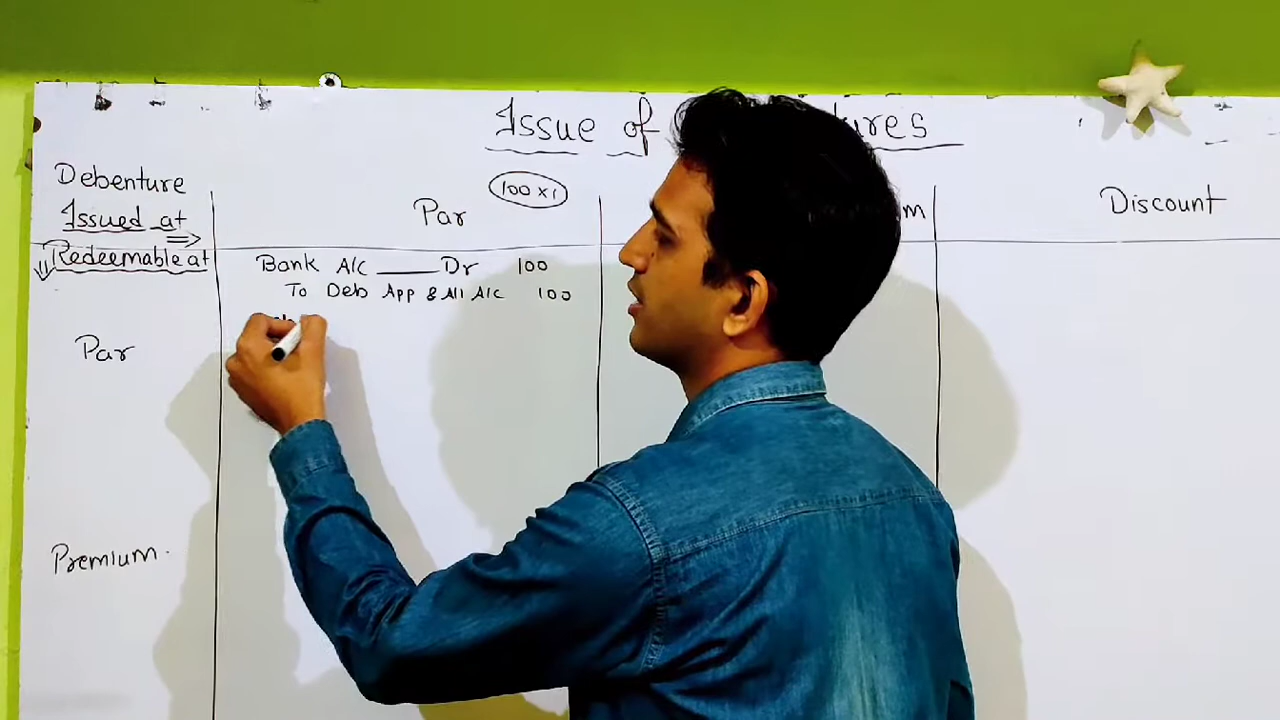 Issue of
Debenture
Issued at
Redeemable at
Par
100 x 1
Discount
Bank A/c ______ Dr 100
To Deb App & All A/c 100
Par
Premium.